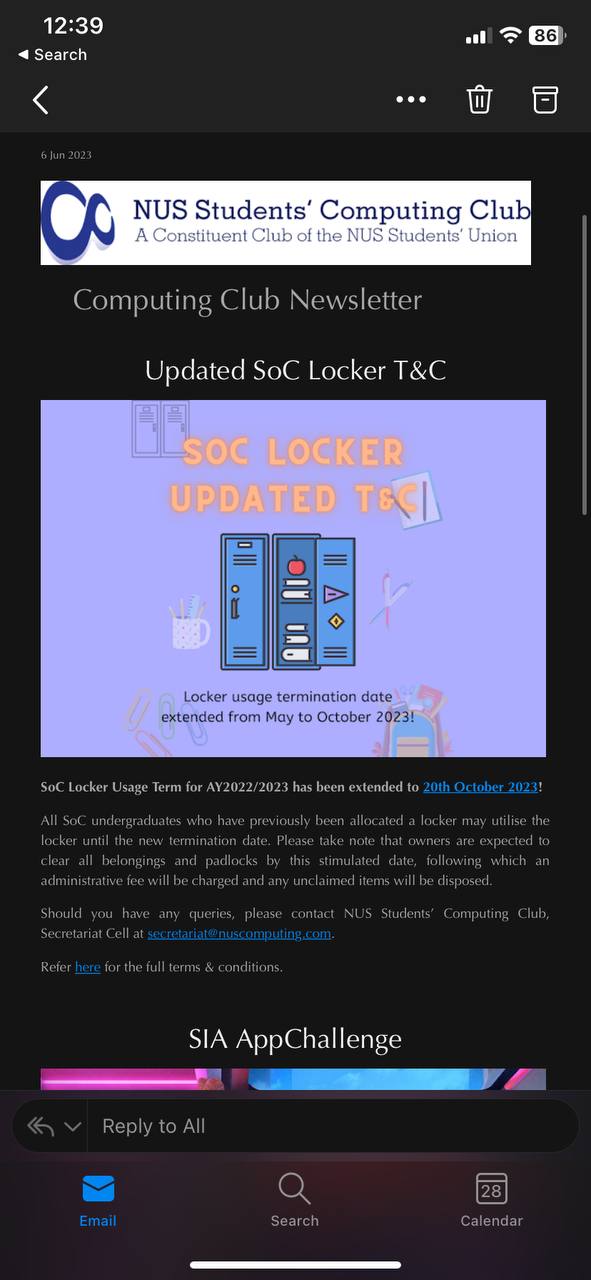 12:39
86
◀ Search
6 Jun 2023
NUS Students' Computing Club
A Constituent Club of the NUS Students' Union
Computing Club Newsletter
Updated SoC Locker T&C
SOC LOCKER
UPDATED T&C
Locker usage termination date
extended from May to October 2023!
SoC Locker Usage Term for AY2022/2023 has been extended to 20th October 2023!
All SoC undergraduates who have previously been allocated a locker may utilise the
locker until the new termination date. Please take note that owners are expected to
clear all belongings and padlocks by this stimulated date, following which an
administrative fee will be charged and any unclaimed items will be disposed.
Should you have any queries, please contact NUS Students' Computing Club,
Secretariat Cell at secretariat@nuscomputing.com.
Refer here for the full terms & conditions.
SIA AppChallenge
Reply to All
28
Email
Search
Calendar